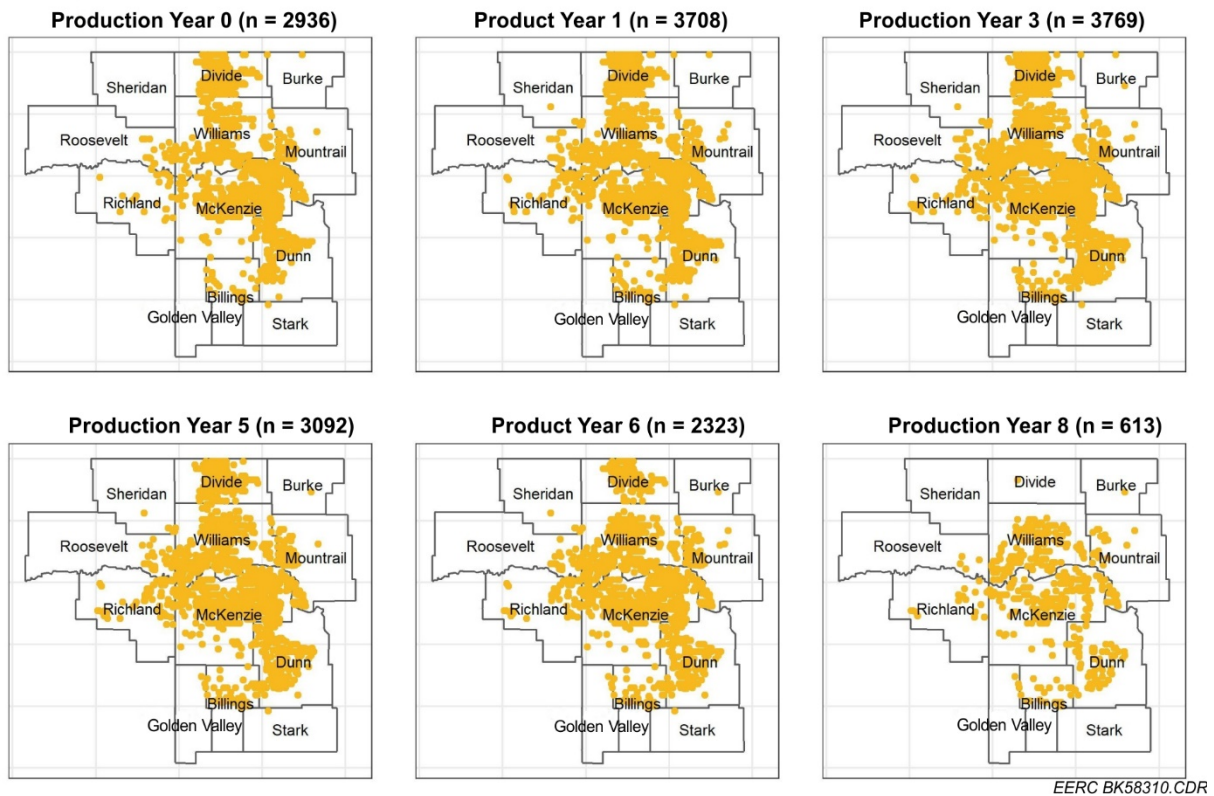 Production Year 0 (n = 2936)
Product Year 1 (n = 3708)
Production Year 3 (n = 3769)
Divide
Burke
Sheridan
Williams
Roosevelt
Mountrail
Richland
McKenzie
Dunn
Billings
Golden Valley
Stark
Divide
Burke
Sheridan
Williams
Roosevelt
Mountrail
Richland
McKenzie
Dunn
Billings
Golden Valley
Stark
Divide
Burke
Sheridan
Williams
Roosevelt
Mountrail
Richland
McKenzie
Dunn
Billings
Golden Valley
Stark
Production Year 5 (n = 3092)
Product Year 6 (n = 2323)
Production Year 8 (n = 613)
Divide
Burke
Sheridan
Williams
Roosevelt
Mountrail
Richland
McKenzie
Dunn
Billings
Golden Valley
Stark
Divide
Burke
Sheridan
Williams
Roosevelt
Mountrail
Richland
McKenzie
Dunn
Billings
Golden Valley
Stark
Divide
Burke
Sheridan
Williams
Roosevelt
Mountrail
Richland
McKenzie
Dunn
Billings
Golden Valley
Stark
EERC BK58310.CDR